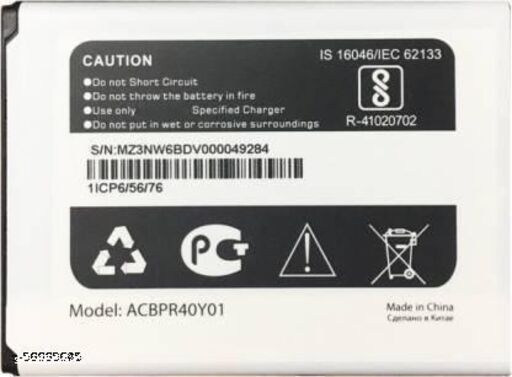 CAUTION
IS 16046/IEC 62133
●Do not Short Circuit
●Do not throw the battery in fire
●Use only Specified Charger
●Do not put in wet or corrosive surroundings
R-41020702
S/N:MZ3NW6BDV000049284
1ICP6/56/76
Model: ACBPR40Y01
Made in China
Сделано в Китае